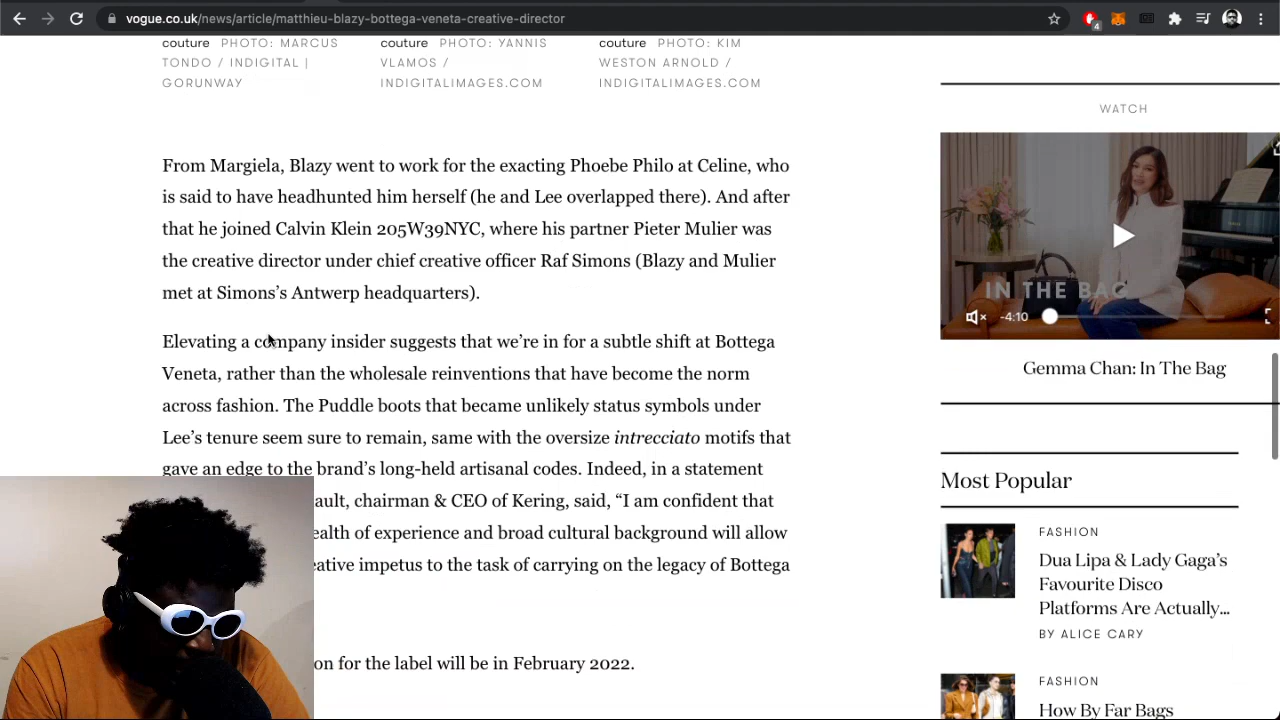 vogue.co.uk/news/article/matthieu-blazy-bottega-veneta-creative-director
4
couture PHOTO: MARCUS
TONDO / INDIGITAL |
GORUNWAY
couture PHOTO: YANNIS
VLAMOS /
INDIGITALIMAGES.COM
couture PHOTO: KIM
WESTON ARNOLD /
INDIGITALIMAGES.COM
From Margiela, Blazy went to work for the exacting Phoebe Philo at Celine, who
is said to have headhunted him herself (he and Lee overlapped there). And after
that he joined Calvin Klein 205W39NYC, where his partner Pieter Mulier was
the creative director under chief creative officer Raf Simons (Blazy and Mulier
met at Simons’s Antwerp headquarters).
Elevating a company insider suggests that we’re in for a subtle shift at Bottega
Veneta, rather than the wholesale reinventions that have become the norm
across fashion. The Puddle boots that became unlikely status symbols under
Lee’s tenure seem sure to remain, same with the oversize intrecciato motifs that
gave an edge to the brand’s long-held artisanal codes. Indeed, in a statement
ault, chairman & CEO of Kering, said, “I am confident that
ealth of experience and broad cultural background will allow
eative impetus to the task of carrying on the legacy of Bottega
on for the label will be in February 2022.
WATCH
IN THE BAG
-4:10
Gemma Chan: In The Bag
Most Popular
FASHION
Dua Lipa & Lady Gaga’s
Favourite Disco
Platforms Are Actually...
BY ALICE CARY
FASHION
How By Far Bags